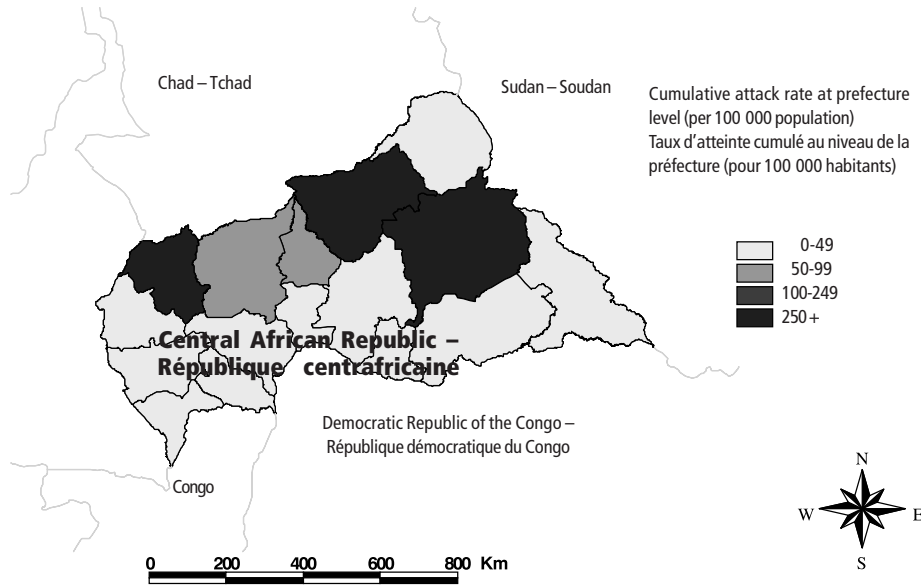 Chad – Tchad
Sudan – Soudan
Cumulative attack rate at prefecture
level (per 100 000 population)
Taux d'atteinte cumulé au niveau de la
préfecture (pour 100 000 habitants)
0-49
50-99
100-249
250+
Central African Republic –
République centrafricaine
Democratic Republic of the Congo –
République démocratique du Congo
Congo
N
W E
S
0 200 400 600 800 Km